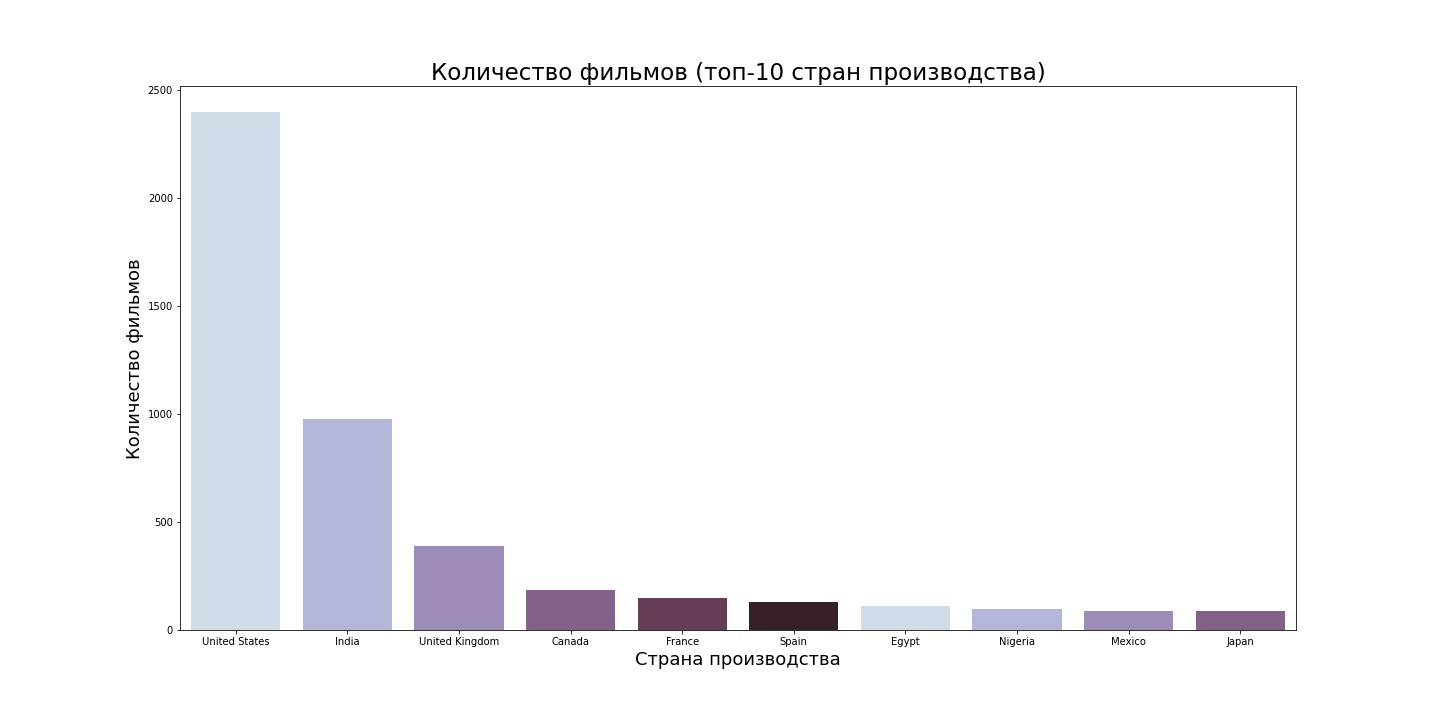 Количество фильмов (топ-10 стран производства)
Количество фильмов
2500
2000
1500
1000
500
0
United States India United Kingdom Canada France Spain Egypt Nigeria Mexico Japan
Страна производства